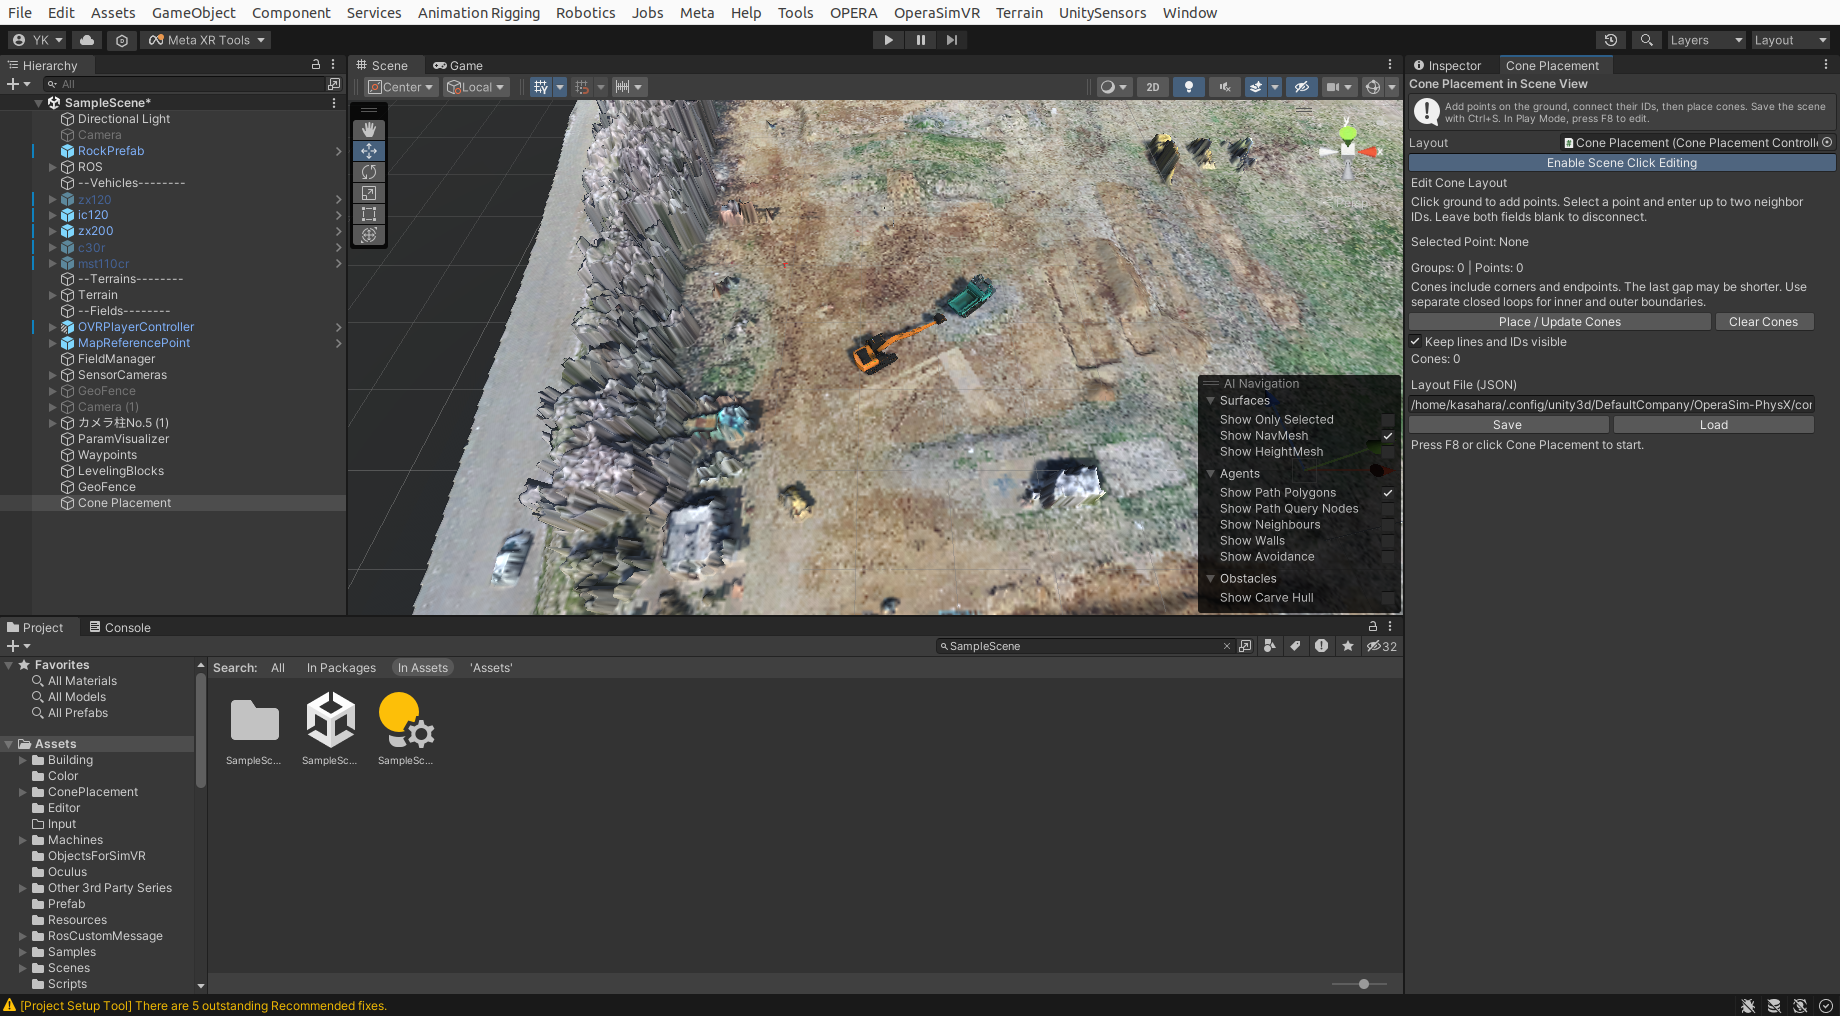 File Edit Assets GameObject Component Services Animation Rigging Robotics Jobs Meta Help Tools OPERA OperaSimVR Terrain UnitySensors Window
YK Meta XR Tools Layers Layout
Hierarchy
All
SampleScene*
Directional Light
Camera
RockPrefab
ROS
--Vehicles--------
zx120
ic120
zx200
c30r
mst110cr
--Terrains--------
Terrain
--Fields--------
OVRPlayerController
MapReferencePoint
FieldManager
SensorCameras
GeoFence
Camera (1)
カメラ柱No.5 (1)
ParamVisualizer
Waypoints
LevelingBlocks
GeoFence
Cone Placement
Scene Game
Center Local 2D
y
x
Persp
AI Navigation
Surfaces
Show Only Selected
Show NavMesh
Show HeightMesh
Agents
Show Path Polygons
Show Path Query Nodes
Show Neighbours
Show Walls
Show Avoidance
Obstacles
Show Carve Hull
Inspector Cone Placement
Cone Placement in Scene View
Add points on the ground, connect their IDs, then place cones. Save the scene
with Ctrl+S. In Play Mode, press F8 to edit.
Layout Cone Placement (Cone Placement Controlle
Enable Scene Click Editing
Edit Cone Layout
Click ground to add points. Select a point and enter up to two neighbor
IDs. Leave both fields blank to disconnect.
Selected Point: None
Groups: 0 | Points: 0
Cones include corners and endpoints. The last gap may be shorter. Use
separate closed loops for inner and outer boundaries.
Place / Update Cones Clear Cones
Keep lines and IDs visible
Cones: 0
Layout File (JSON)
/home/kasahara/.config/unity3d/DefaultCompany/OperaSim-PhysX/cor
Save Load
Press F8 or click Cone Placement to start.
Project Console
SampleScene 32
Favorites
All Materials
All Models
All Prefabs
Assets
Building
Color
ConePlacement
Editor
Input
Machines
ObjectsForSimVR
Oculus
Other 3rd Party Series
Prefab
Resources
RosCustomMessage
Samples
Scenes
Scripts
Search: All In Packages In Assets 'Assets'
SampleSc... SampleSc... SampleSc...
[Project Setup Tool] There are 5 outstanding Recommended fixes.